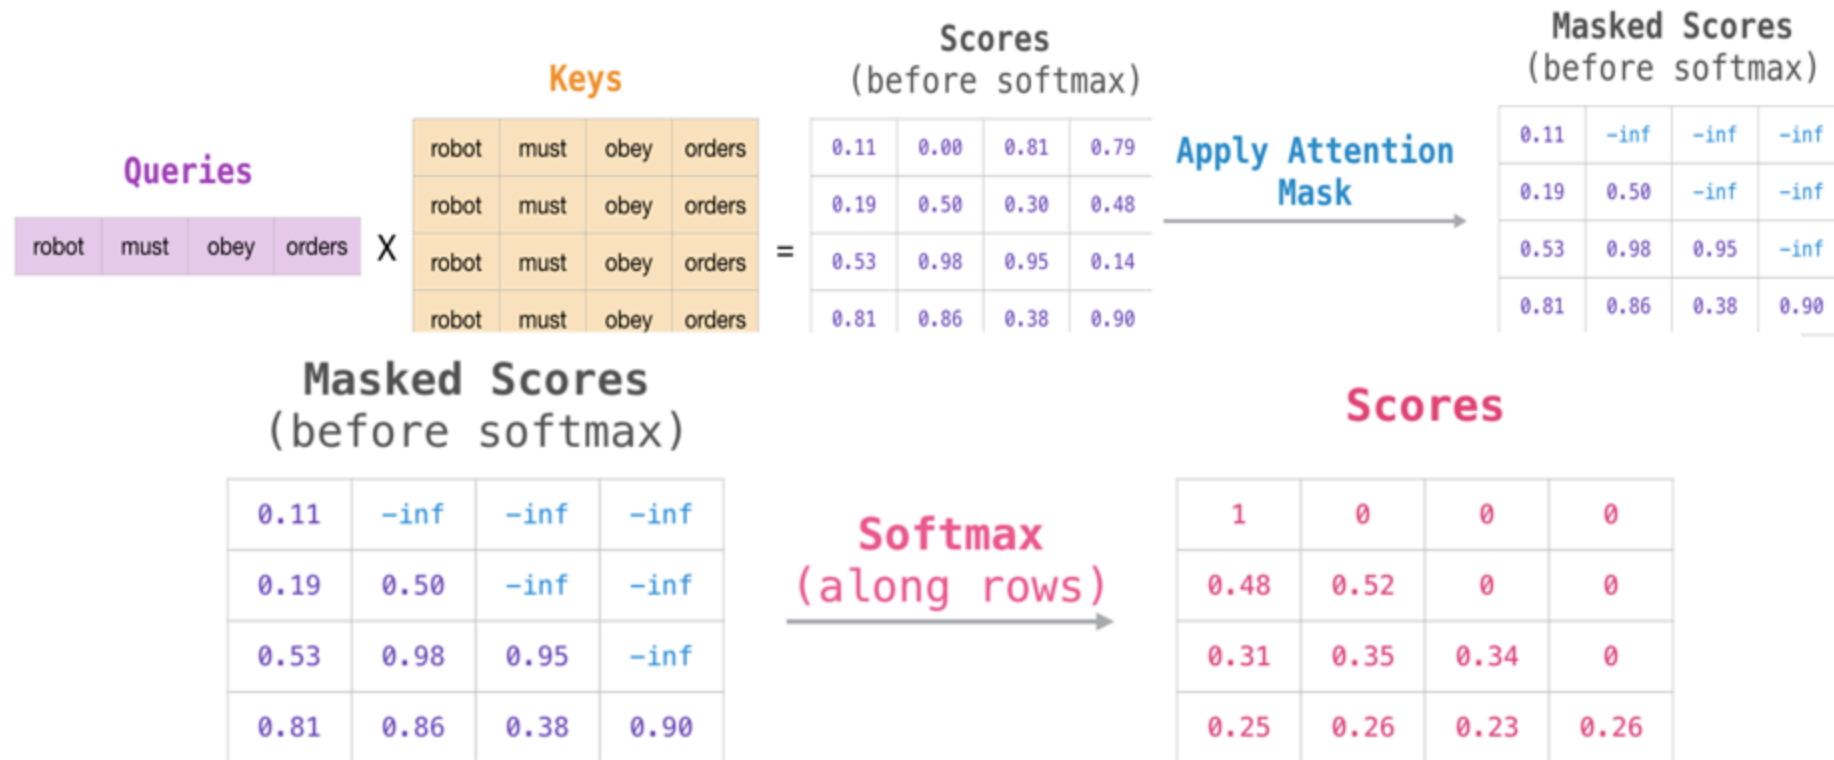 Queries
robot must obey orders
X
Keys
robot must obey orders
robot must obey orders
robot must obey orders
robot must obey orders
=
Scores
(before softmax)
0.11 0.00 0.81 0.79
0.19 0.50 0.30 0.48
0.53 0.98 0.95 0.14
0.81 0.86 0.38 0.90
Apply Attention
Mask
Masked Scores
(before softmax)
0.11 -inf -inf -inf
0.19 0.50 -inf -inf
0.53 0.98 0.95 -inf
0.81 0.86 0.38 0.90
Masked Scores
(before softmax)
0.11 -inf -inf -inf
0.19 0.50 -inf -inf
0.53 0.98 0.95 -inf
0.81 0.86 0.38 0.90
Softmax
(along rows)
Scores
1 0 0 0
0.48 0.52 0 0
0.31 0.35 0.34 0
0.25 0.26 0.23 0.26